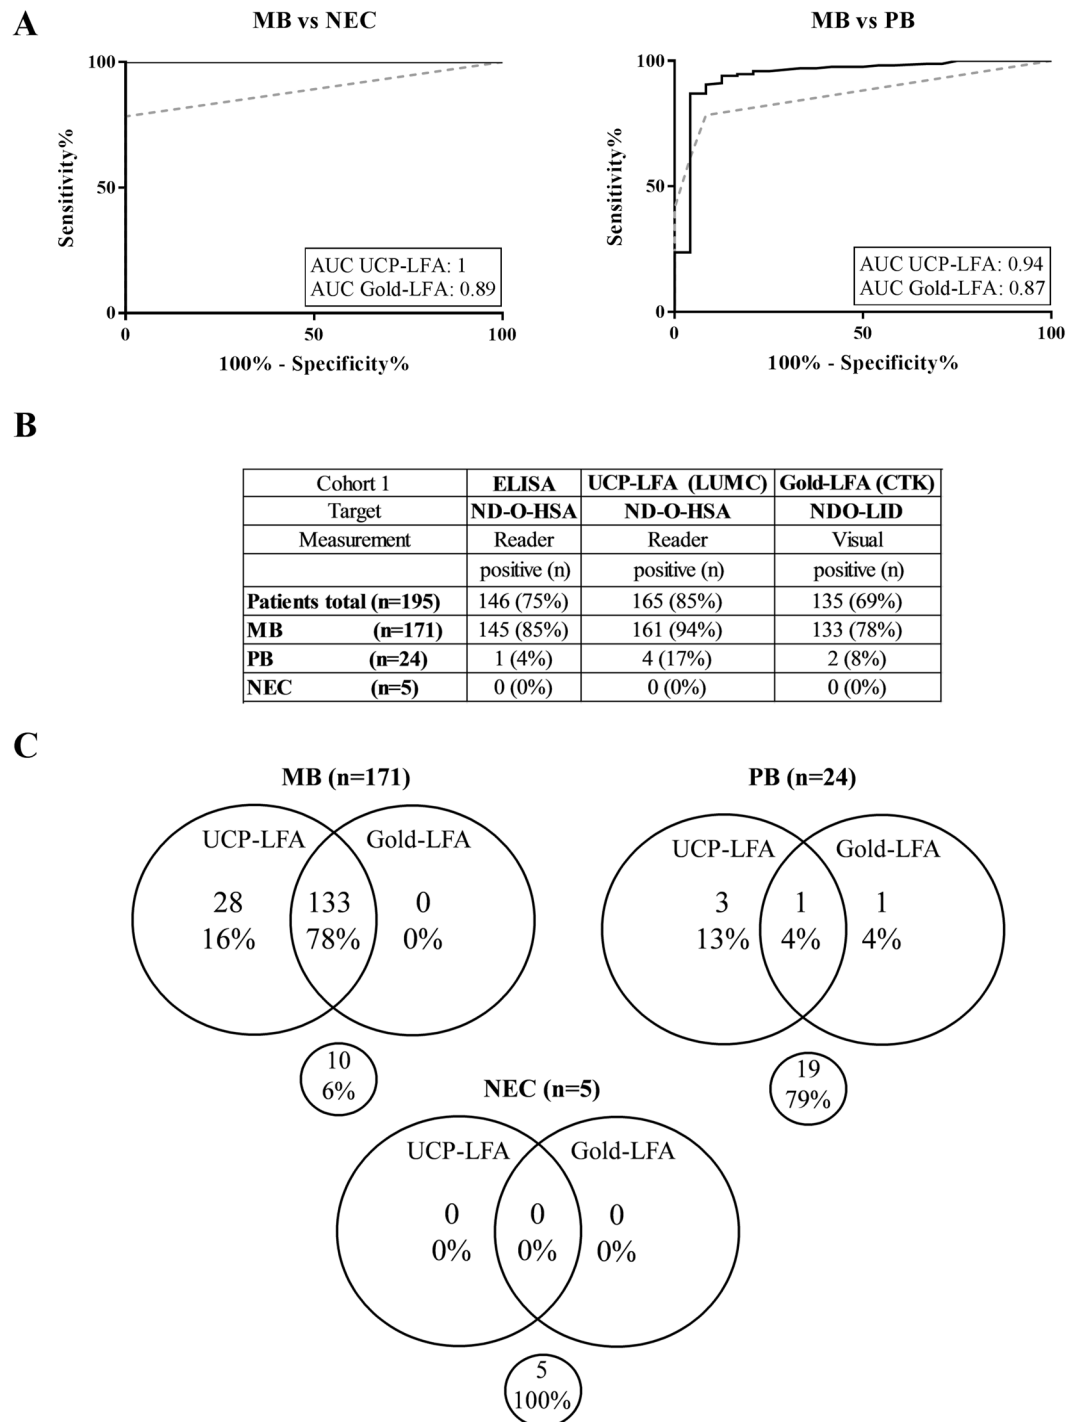 A
MB vs NEC
MB vs PB
Sensitivity%
100
50
0
AUC UCP-LFA: 1
AUC Gold-LFA: 0.89
0 50 100
100% - Specificity%
Sensitivity%
100
50
0
AUC UCP-LFA: 0.94
AUC Gold-LFA: 0.87
0 50 100
100% - Specificity%
B
Cohort 1 ELISA UCP-LFA (LUMC) Gold-LFA (CTK)
Target ND-O-HSA ND-O-HSA NDO-LID
Measurement Reader Reader Visual
positive (n) positive (n) positive (n)
Patients total (n=195) 146 (75%) 165 (85%) 135 (69%)
MB (n=171) 145 (85%) 161 (94%) 133 (78%)
PB (n=24) 1 (4%) 4 (17%) 2 (8%)
NEC (n=5) 0 (0%) 0 (0%) 0 (0%)
C
MB (n=171)
UCP-LFA Gold-LFA
28 133 0
16% 78% 0%
10
6%
PB (n=24)
UCP-LFA Gold-LFA
3 1 1
13% 4% 4%
19
79%
NEC (n=5)
UCP-LFA Gold-LFA
0 0 0
0% 0% 0%
5
100%